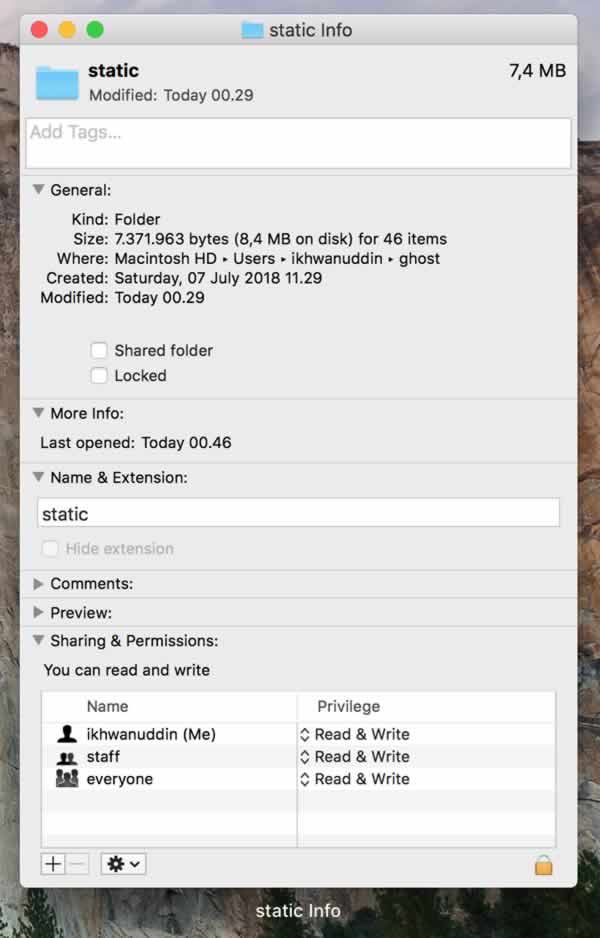 static Info
static
7,4 MB
Modified: Today 00.29
Add Tags...
General:
Kind: Folder
Size: 7.371.963 bytes (8,4 MB on disk) for 46 items
Where: Macintosh HD ▸ Users ▸ ikhwanuddin ▸ ghost
Created: Saturday, 07 July 2018 11.29
Modified: Today 00.29
Shared folder
Locked
More Info:
Last opened: Today 00.46
Name & Extension:
static
Hide extension
Comments:
Preview:
Sharing & Permissions:
You can read and write
Name Privilege
ikhwanuddin (Me) Read & Write
staff Read & Write
everyone Read & Write
static Info